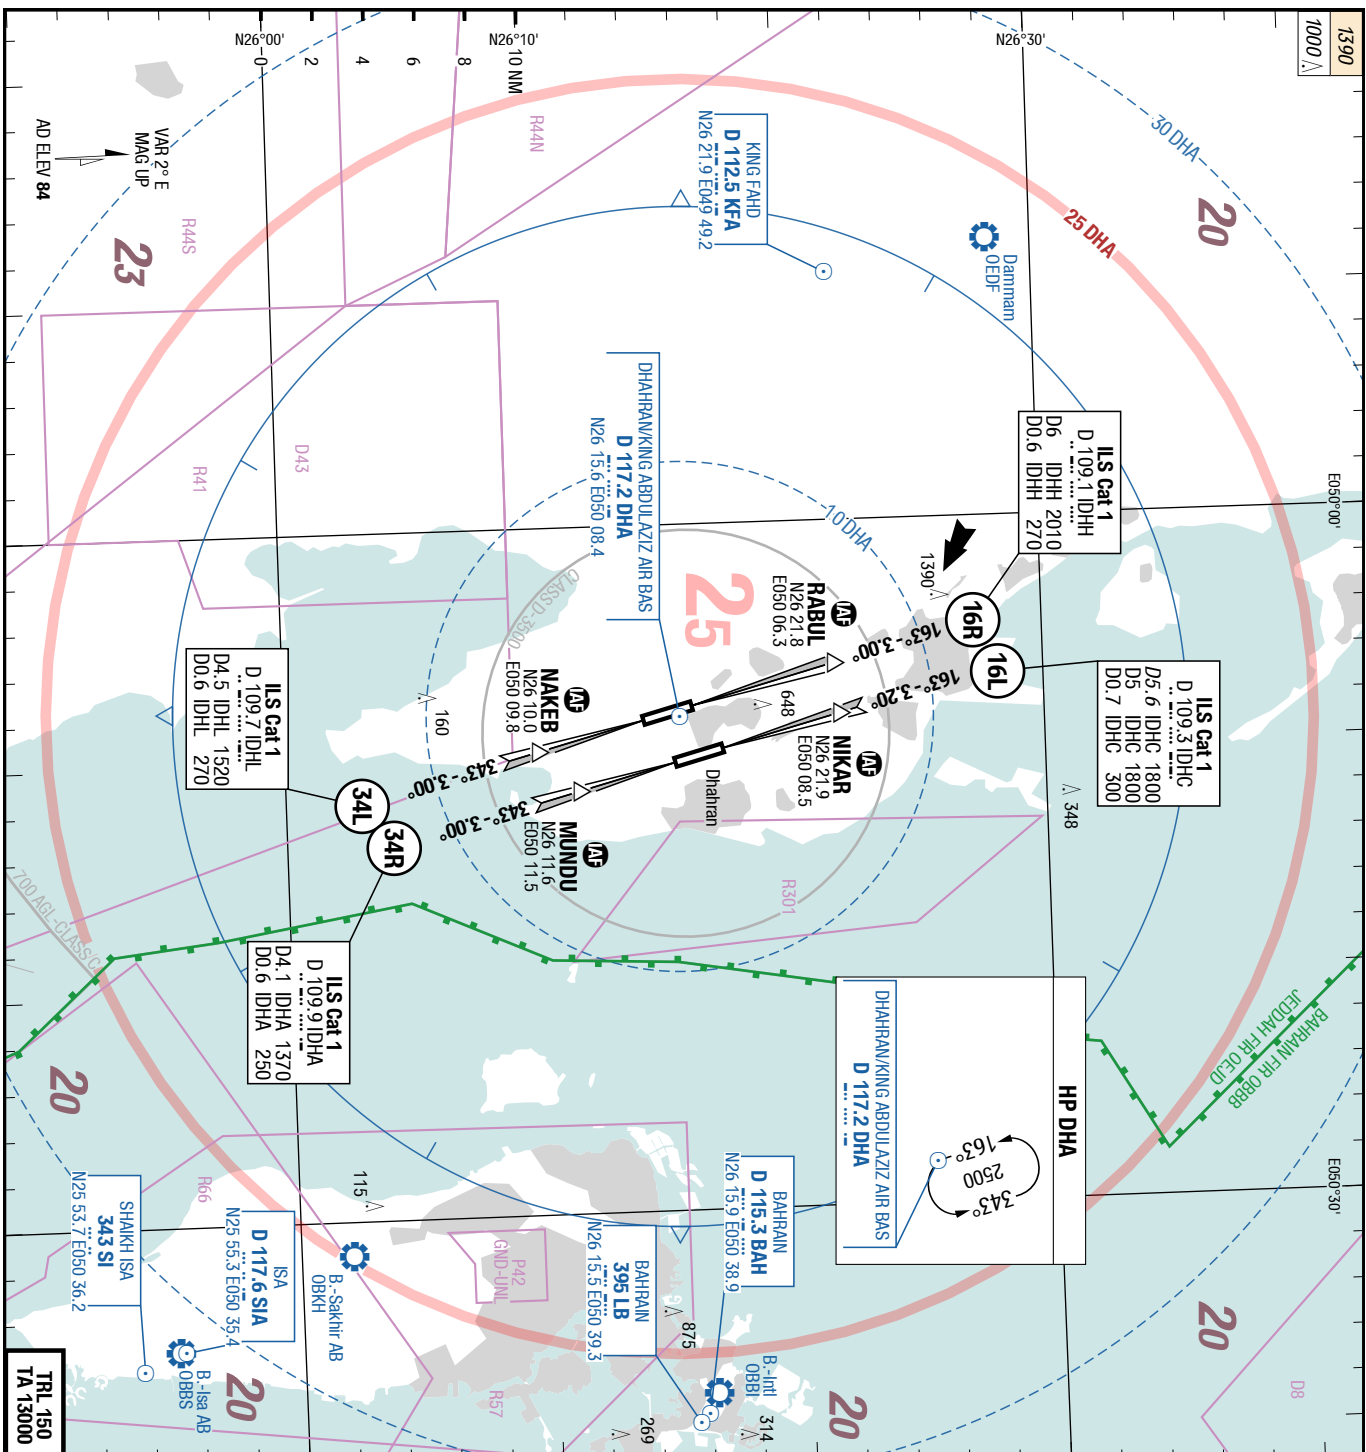 1390
1000
N26°00'
N26°10'
N26°30'
0
2
4
6
8
10 NM
VAR 2° E
MAG UP
AD ELEV 84
R44N
R44S
23
20
30 DHA
25 DHA
KING FAHD
D 112.5 KFA
N26 21.9 E049 49.2
Dammam
OEDF
DHAHRAN/KING ABDULAZIZ AIR BAS
D 117.2 DHA
N26 15.6 E050 08.4
D43
R41
10 DHA
CLASS D-3500
25
E050°00'
ILS Cat 1
D 109.1 IDHH
D6 IDHH 2010
D0.6 IDHH 270
1390
16R
16L
ILS Cat 1
D 109.3 IDHC
D5.6 IDHC 1800
D5 IDHC 1800
D0.7 IDHC 300
IAF
RABUL
N26 21.8
E050 06.3
163°-3.00°
163°-3.20°
IAF
NIKAR
N26 21.9
E050 08.5
648
348
Dhahran
IAF
NAKEB
N26 10.0
E050 09.8
343°-3.00°
343°-3.00°
IAF
MUNDU
N26 11.6
E050 11.5
160
ILS Cat 1
D 109.7 IDHL
D4.5 IDHL 1520
D0.6 IDHL 270
34L
34R
ILS Cat 1
D 109.9 IDHA
D4.1 IDHA 1370
D0.6 IDHA 250
R301
700 AGL-CLASS C
HP DHA
DHAHRAN/KING ABDULAZIZ AIR BAS
D 117.2 DHA
163°
2500
343°
BAHRAIN FIR OBBB
JEDDAH FIR OEJD
E050°30'
20
R66
115
SHAIKH ISA
343 SI
N25 53.7 E050 36.2
ISA
D 117.6 SIA
N25 55.3 E050 35.4
B.-Sakhir AB
OBKH
B.-Isa AB
OBBS
P42
GND-UNL
BAHRAIN
D 115.3 BAH
N26 15.9 E050 38.9
BAHRAIN
395 LB
N26 15.5 E050 39.3
875
B.-Intl
OBBI
314
269
R57
20
20
20
D8
TRL 150
TA 13000